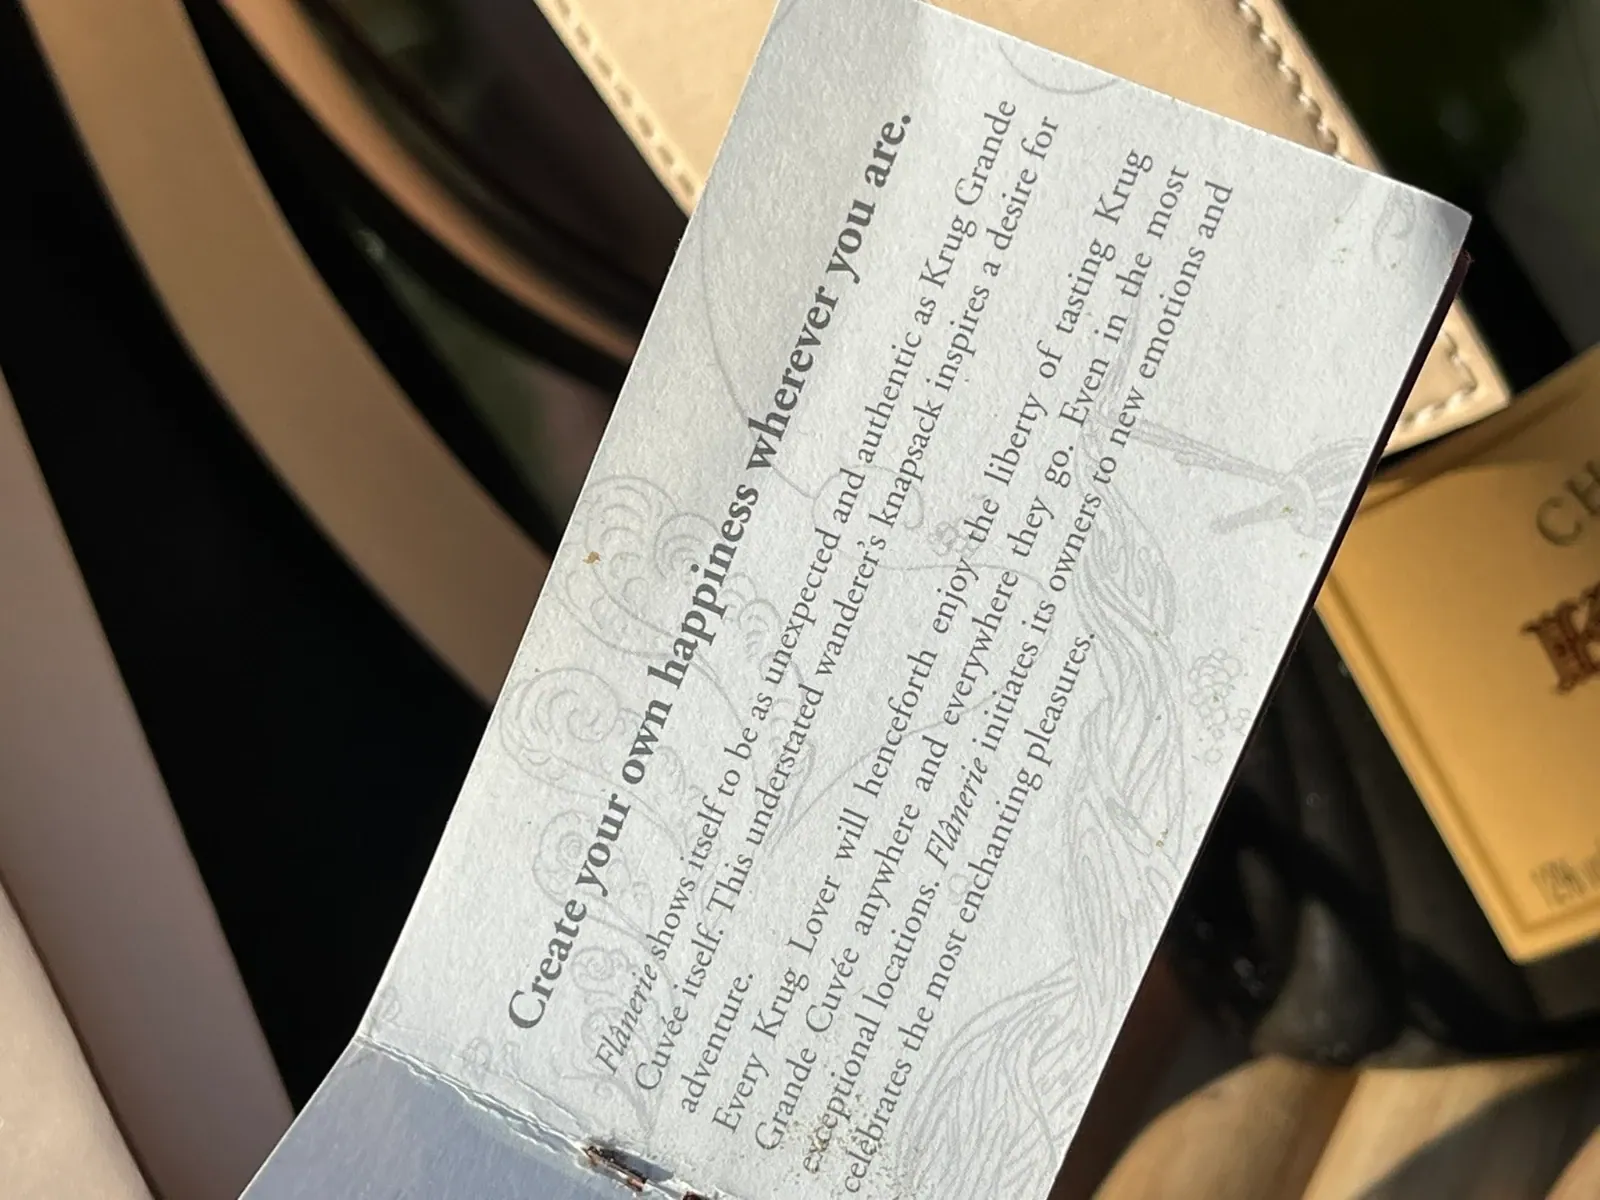 Create your own happiness wherever you are.
Flânerie shows itself to be as unexpected and authentic as Krug Grande
Cuvée itself. This understated wanderer's knapsack inspires a desire for
adventure.
Every Krug Lover will henceforth enjoy the liberty of tasting Krug
Grande Cuvée anywhere and everywhere they go. Even in the most
exceptional locations. Flânerie initiates its owners to new emotions and
celebrates the most enchanting pleasures.
CH
12%